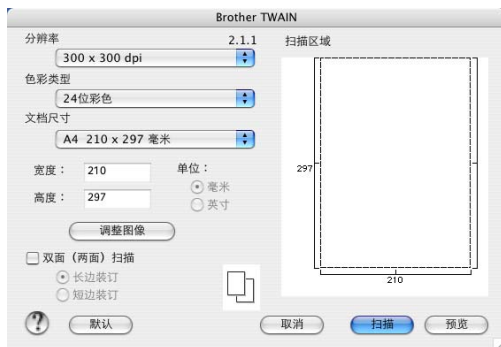 Brother TWAIN
分辨率
2.1.1
300 x 300 dpi
色彩类型
24位彩色
文档尺寸
A4 210 x 297 毫米
宽度：
210
高度：
297
单位：
毫米
英寸
调整图像
双面（两面）扫描
长边装订
短边装订
扫描区域
297
210
?
默认
取消
扫描
预览